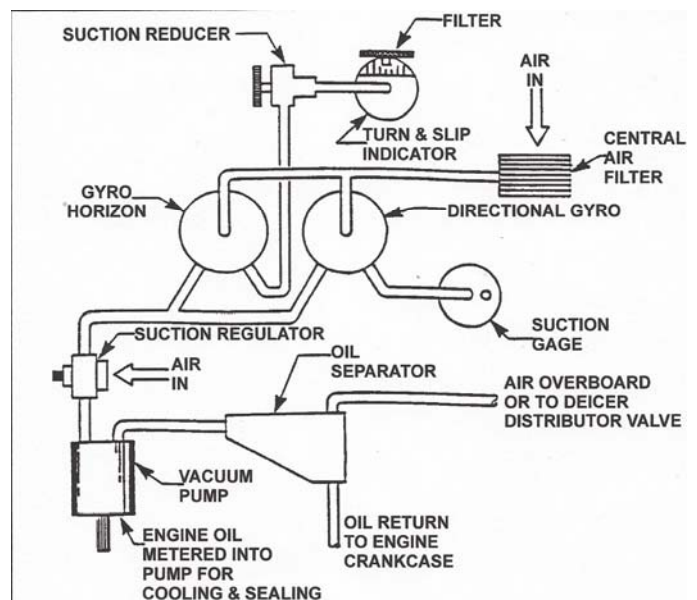 SUCTION REDUCER
FILTER
AIR
IN
TURN & SLIP
INDICATOR
CENTRAL
AIR
FILTER
GYRO
HORIZON
DIRECTIONAL GYRO
SUCTION REGULATOR
SUCTION
GAGE
AIR
IN
OIL
SEPARATOR
AIR OVERBOARD
OR TO DEICER
DISTRIBUTOR VALVE
VACUUM
PUMP
ENGINE OIL
METERED INTO
PUMP FOR
COOLING & SEALING
OIL RETURN
TO ENGINE
CRANKCASE